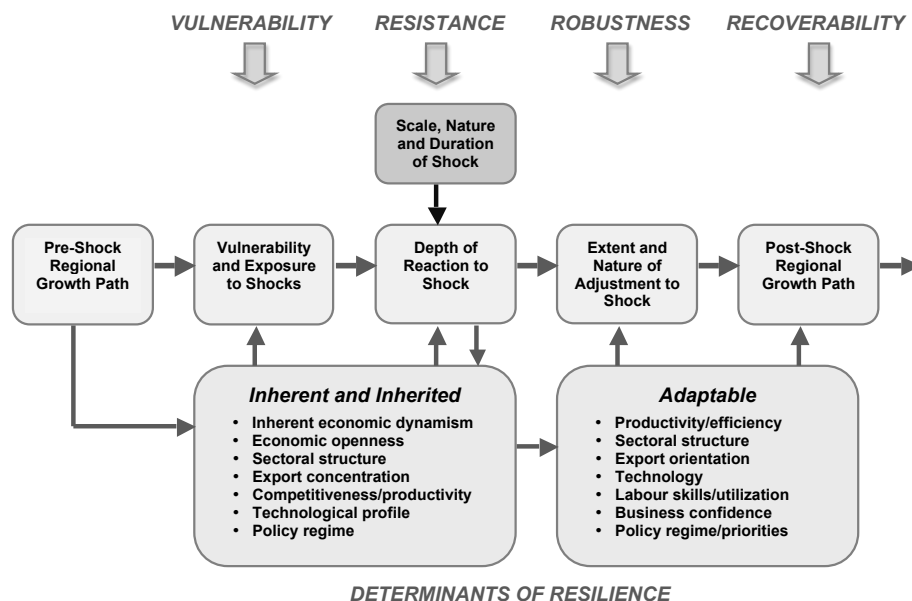 VULNERABILITY
RESISTANCE
ROBUSTNESS
RECOVERABILITY
Scale, Nature
and Duration
of Shock
Pre-Shock
Regional
Growth Path
Vulnerability
and Exposure
to Shocks
Depth of
Reaction to
Shock
Extent and
Nature of
Adjustment to
Shock
Post-Shock
Regional
Growth Path
Inherent and Inherited
• Inherent economic dynamism
• Economic openness
• Sectoral structure
• Export concentration
• Competitiveness/productivity
• Technological profile
• Policy regime
Adaptable
• Productivity/efficiency
• Sectoral structure
• Export orientation
• Technology
• Labour skills/utilization
• Business confidence
• Policy regime/priorities
DETERMINANTS OF RESILIENCE